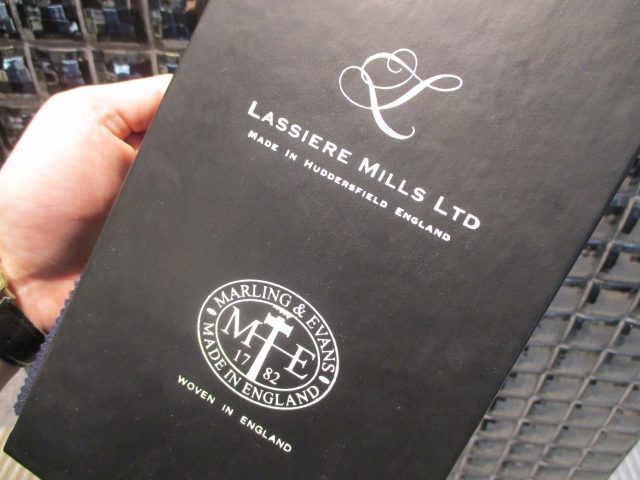 L
LASSIERE MILLS LTD
MADE IN HUDDERSFIELD ENGLAND
MARLING & EVANS
M E
17 82
MADE IN ENGLAND
WOVEN IN ENGLAND